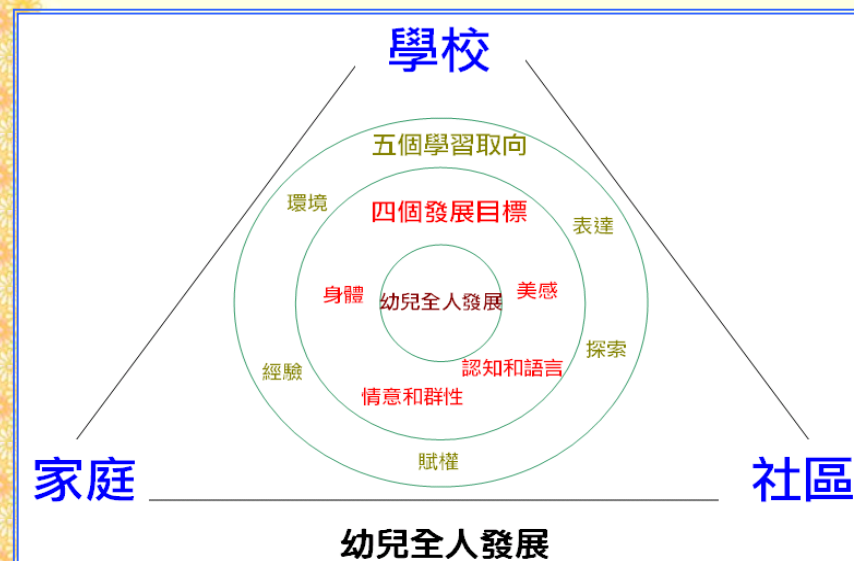 學校
五個學習取向
環境
四個發展目標
表達
身體
幼兒全人發展
美感
探索
經驗
認知和語言
情意和群性
賦權
家庭
社區
幼兒全人發展